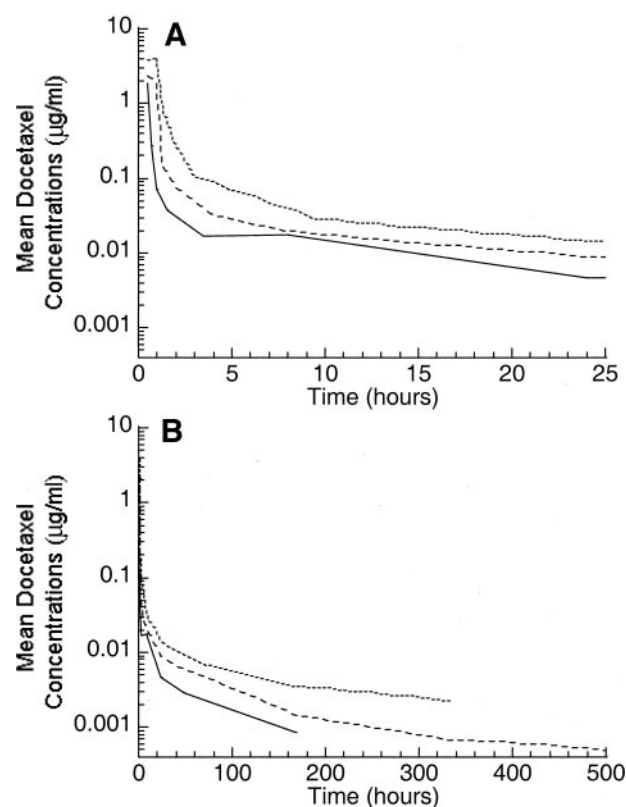 A
10
1
0.1
0.01
0.001
Mean Docetaxel
Concentrations (µg/ml)
0 5 10 15 20 25
Time (hours)
B
10
1
0.1
0.01
0.001
Mean Docetaxel
Concentrations (µg/ml)
0 100 200 300 400 500
Time (hours)